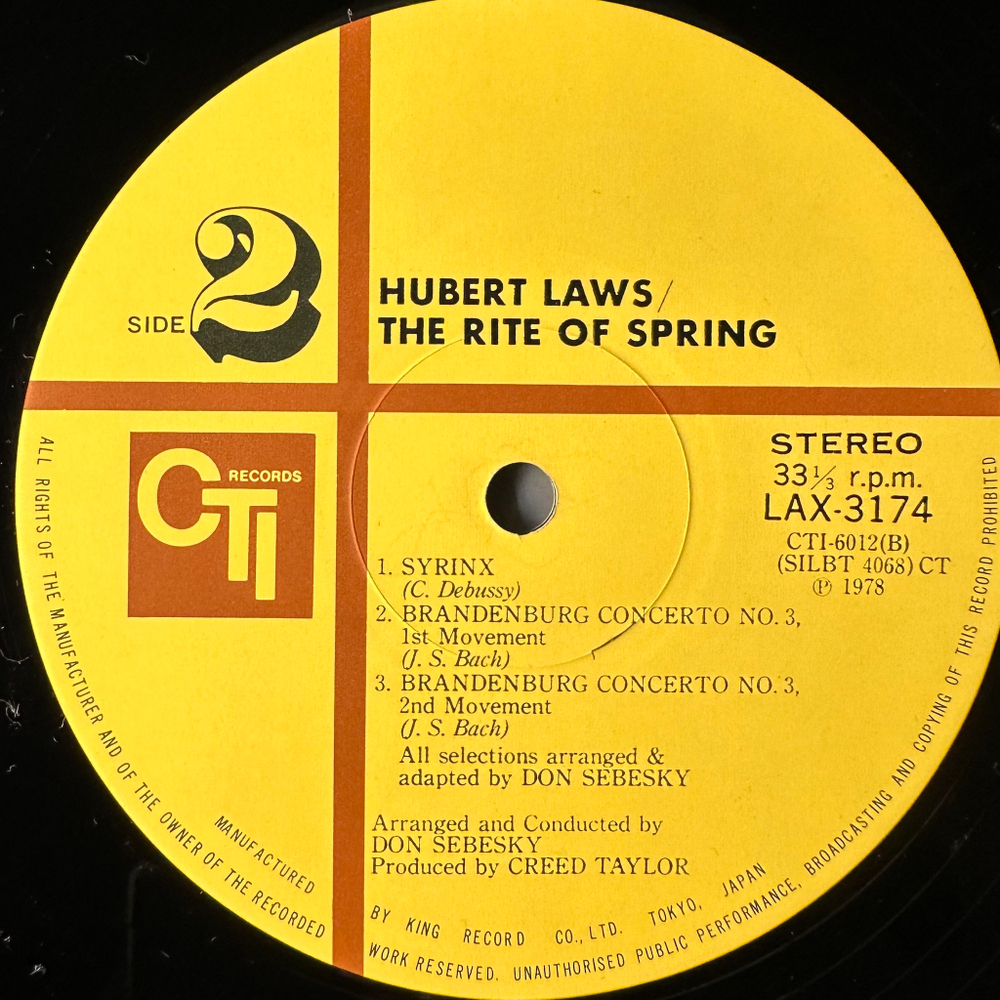 SIDE 2
HUBERT LAWS/
THE RITE OF SPRING
CTI RECORDS
STEREO
33⅓ r.p.m.
LAX-3174
CTI-6012(B)
(SILBT 4068) CT
Ⓟ 1978
1. SYRINX
(C. Debussy)
2. BRANDENBURG CONCERTO NO. 3,
1st Movement
(J. S. Bach)
3. BRANDENBURG CONCERTO NO. 3,
2nd Movement
(J. S. Bach)
All selections arranged &
adapted by DON SEBESKY
Arranged and Conducted by
DON SEBESKY
Produced by CREED TAYLOR
MANUFACTURED BY KING RECORD CO., LTD. TOKYO, JAPAN
ALL RIGHTS OF THE MANUFACTURER AND OF THE OWNER OF THE RECORDED WORK RESERVED. UNAUTHORISED PUBLIC PERFORMANCE, BROADCASTING AND COPYING OF THIS RECORD PROHIBITED